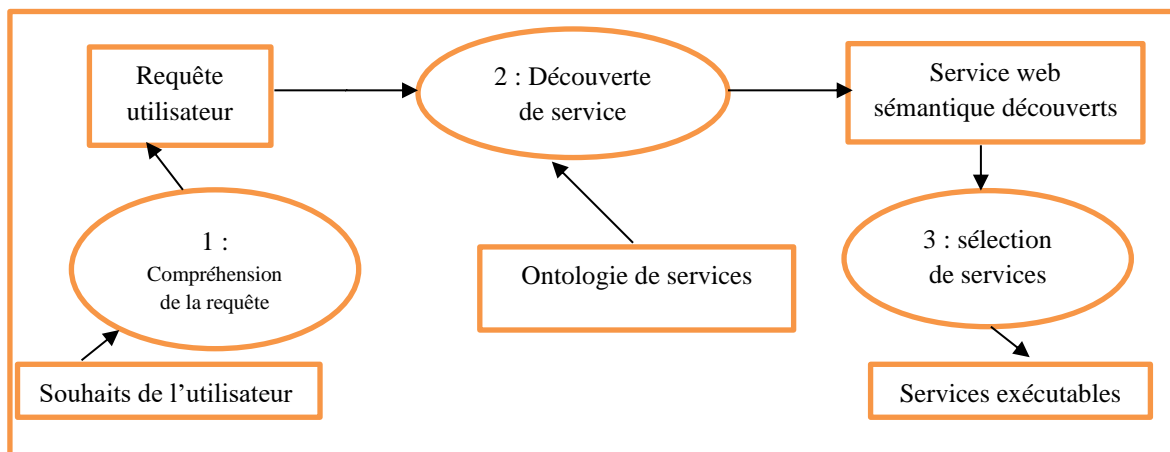 Requête
utilisateur
2 : Découverte
de service
Service web
sémantique découverts
1 :
Compréhension
de la requête
Ontologie de services
3 : sélection
de services
Souhaits de l’utilisateur
Services exécutables